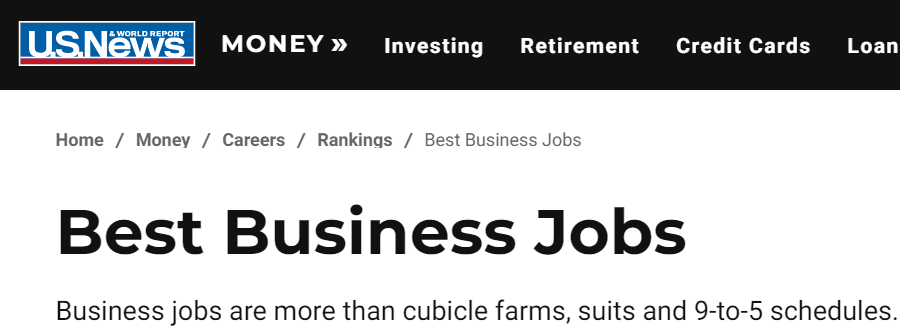 U.S.News & WORLD REPORT MONEY » Investing Retirement Credit Cards Loan
Home / Money / Careers / Rankings / Best Business Jobs
Best Business Jobs
Business jobs are more than cubicle farms, suits and 9-to-5 schedules.